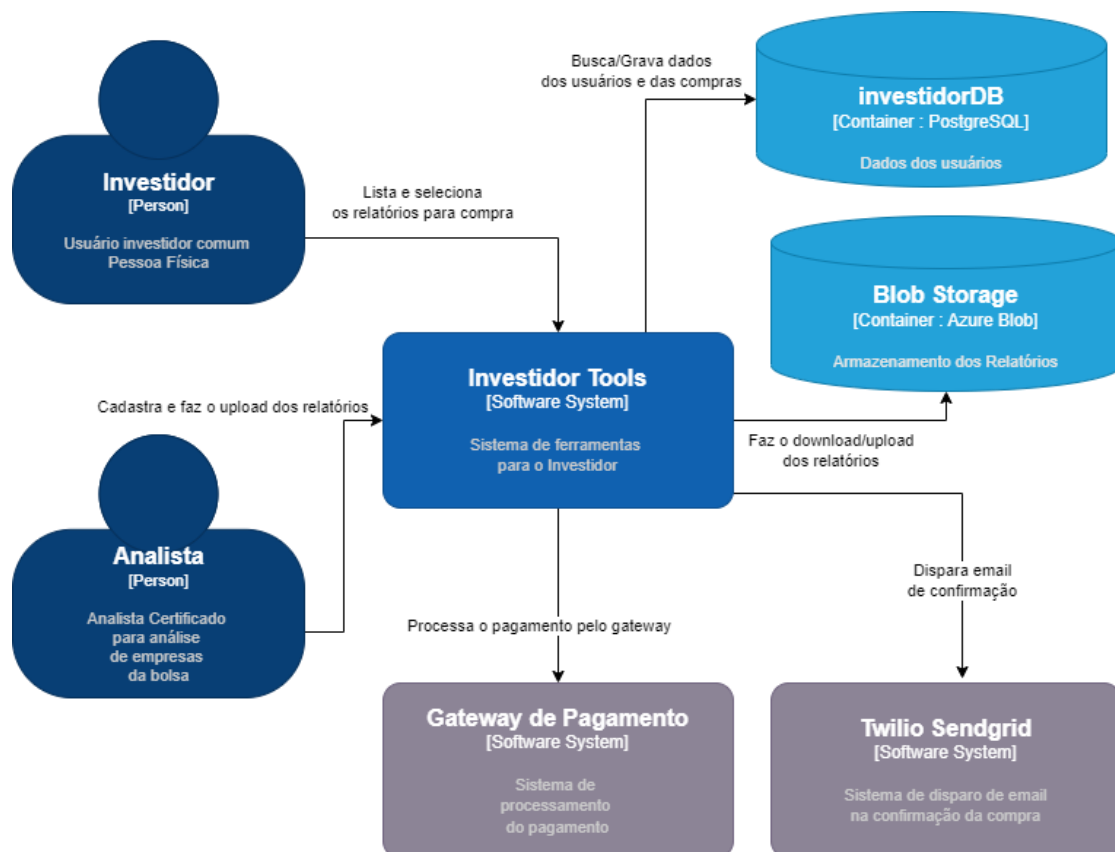 Busca/Grava dados
dos usuários e das compras
investidorDB
[Container : PostgreSQL]
Dados dos usuários
Investidor
[Person]
Usuário investidor comum
Pessoa Física
Lista e seleciona
os relatórios para compra
Blob Storage
[Container : Azure Blob]
Armazenamento dos Relatórios
Investidor Tools
[Software System]
Sistema de ferramentas
para o Investidor
Cadastra e faz o upload dos relatórios
Faz o download/upload
dos relatórios
Analista
[Person]
Analista Certificado
para análise
de empresas
da bolsa
Dispara email
de confirmação
Processa o pagamento pelo gateway
Gateway de Pagamento
[Software System]
Sistema de
processamento
do pagamento
Twilio Sendgrid
[Software System]
Sistema de disparo de email
na confirmação da compra